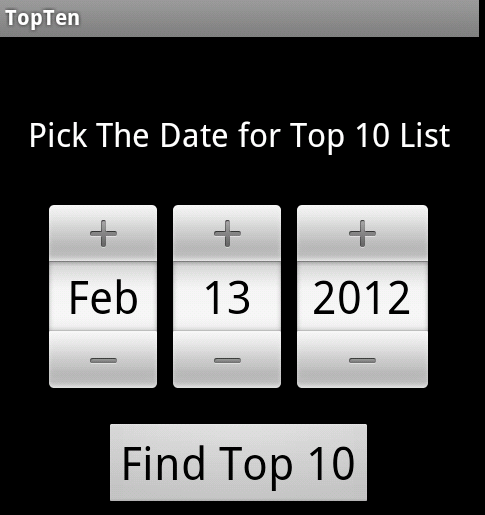 TopTen
Pick The Date for Top 10 List
+ + +
Feb 13 2012
− − −
Find Top 10